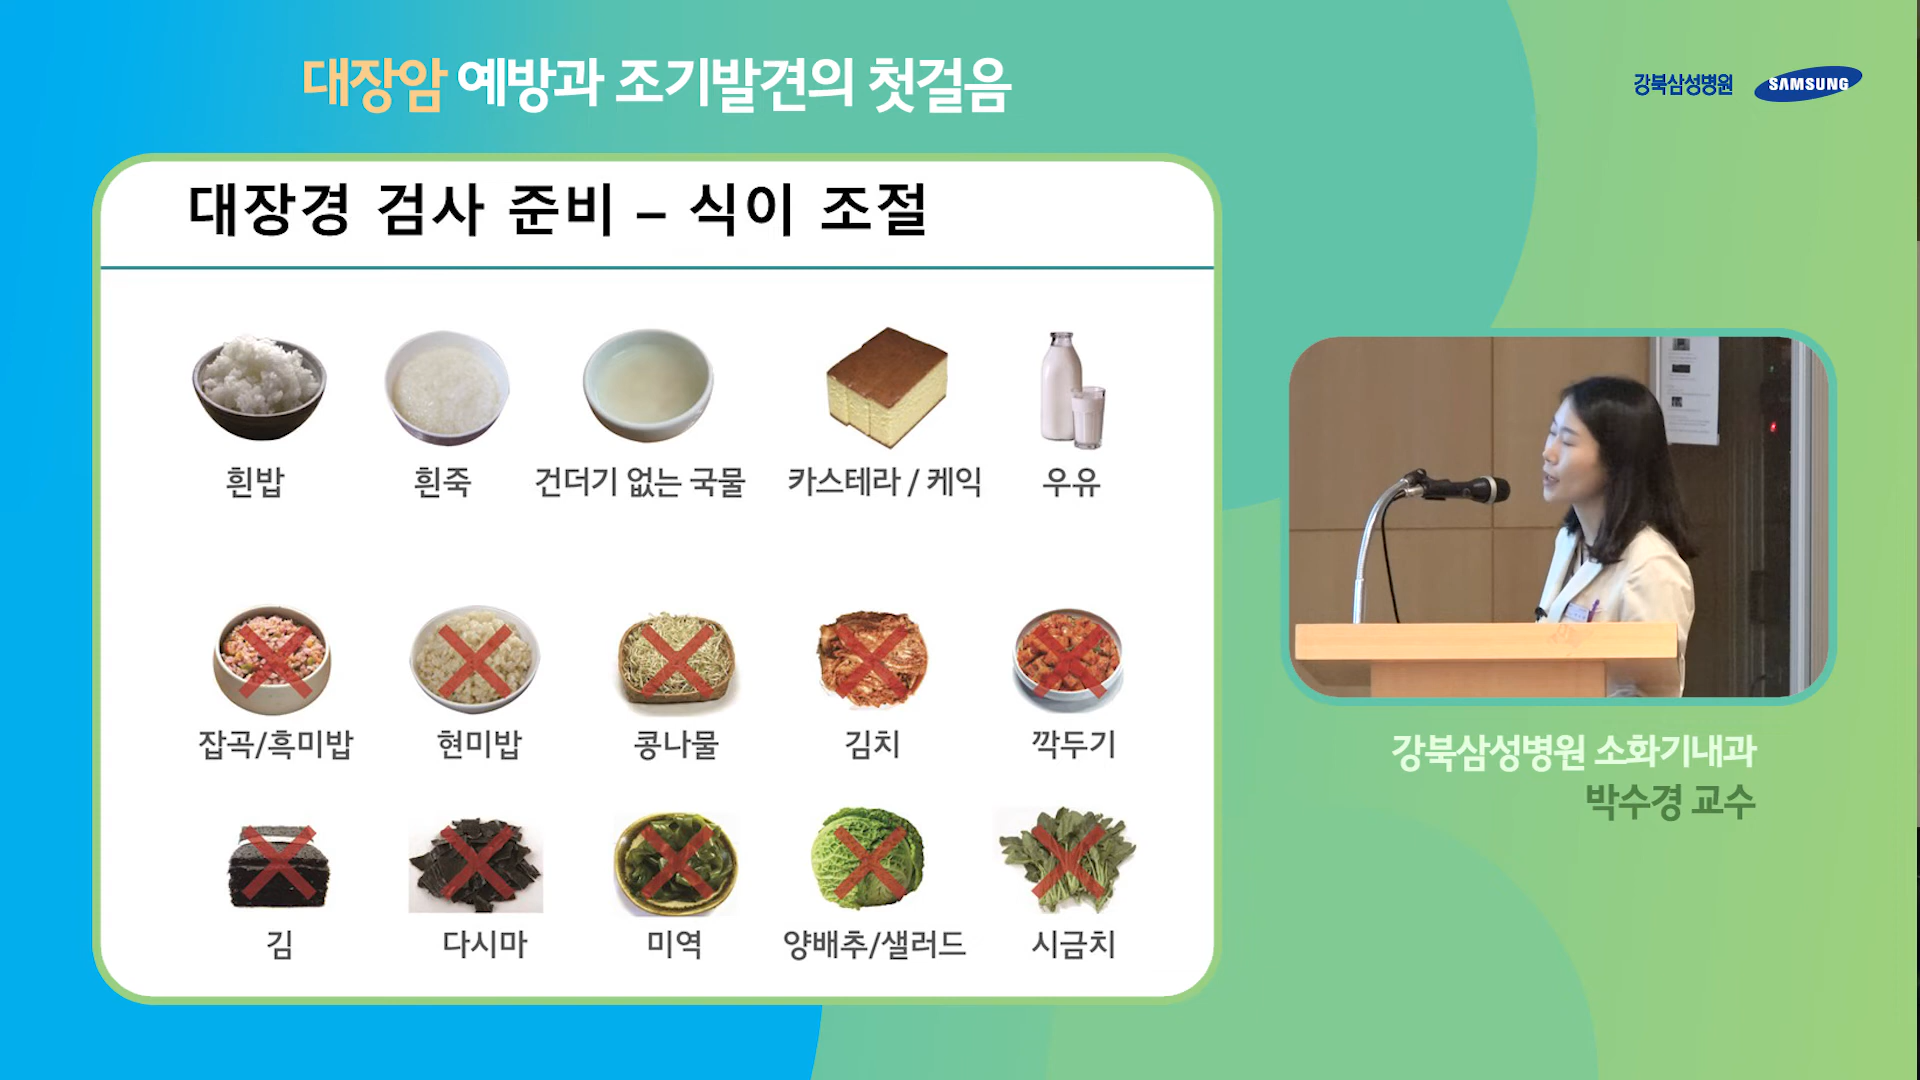 대장암 예방과 조기발견의 첫걸음
강북삼성병원 SAMSUNG
대장경 검사 준비 – 식이 조절
흰밥 흰죽 건더기 없는 국물 카스테라 / 케익 우유
잡곡/흑미밥 현미밥 콩나물 김치 깍두기
김 다시마 미역 양배추/샐러드 시금치
강북삼성병원 소화기내과
박수경 교수